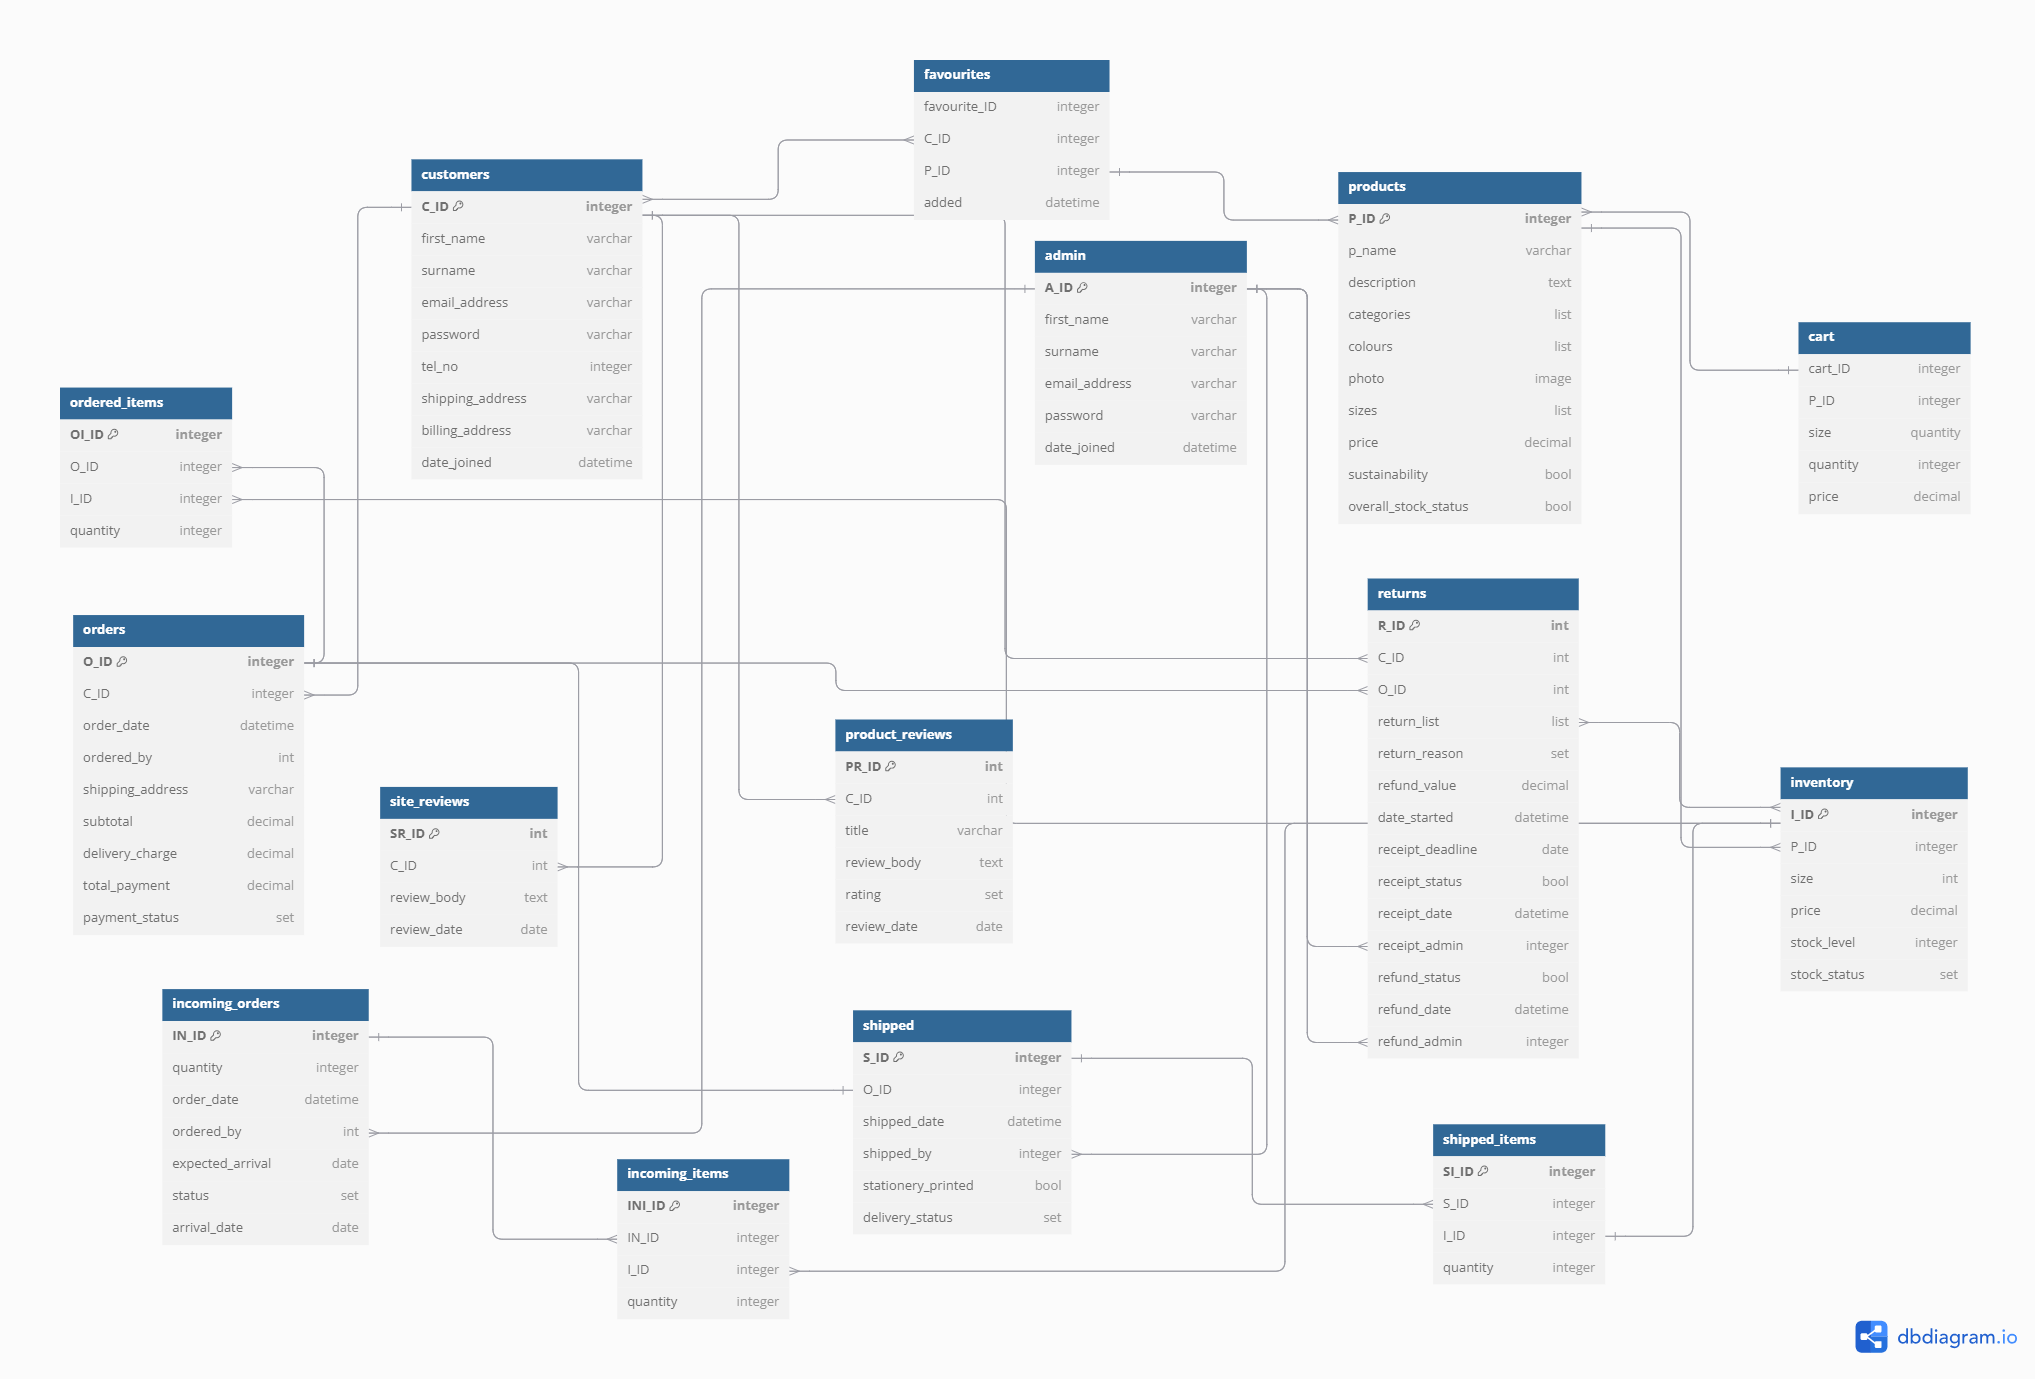 favourites
favourite_ID integer
C_ID integer
P_ID integer
added datetime
customers
C_ID integer
first_name varchar
surname varchar
email_address varchar
password varchar
tel_no integer
shipping_address varchar
billing_address varchar
date_joined datetime
products
P_ID integer
p_name varchar
description text
categories list
colours list
photo image
sizes list
price decimal
sustainability bool
overall_stock_status bool
admin
A_ID integer
first_name varchar
surname varchar
email_address varchar
password varchar
date_joined datetime
cart
cart_ID integer
P_ID integer
size quantity
quantity integer
price decimal
ordered_items
OI_ID integer
O_ID integer
I_ID integer
quantity integer
orders
O_ID integer
C_ID integer
order_date datetime
ordered_by int
shipping_address varchar
subtotal decimal
delivery_charge decimal
total_payment decimal
payment_status set
returns
R_ID int
C_ID int
O_ID int
return_list list
return_reason set
refund_value decimal
date_started datetime
receipt_deadline date
receipt_status bool
receipt_date datetime
receipt_admin integer
refund_status bool
refund_date datetime
refund_admin integer
product_reviews
PR_ID int
C_ID int
title varchar
review_body text
rating set
review_date date
site_reviews
SR_ID int
C_ID int
review_body text
review_date date
inventory
I_ID integer
P_ID integer
size int
price decimal
stock_level integer
stock_status set
incoming_orders
IN_ID integer
quantity integer
order_date datetime
ordered_by int
expected_arrival date
status set
arrival_date date
shipped
S_ID integer
O_ID integer
shipped_date datetime
shipped_by integer
stationery_printed bool
delivery_status set
incoming_items
INI_ID integer
IN_ID integer
I_ID integer
quantity integer
shipped_items
SI_ID integer
S_ID integer
I_ID integer
quantity integer
dbdiagram.io